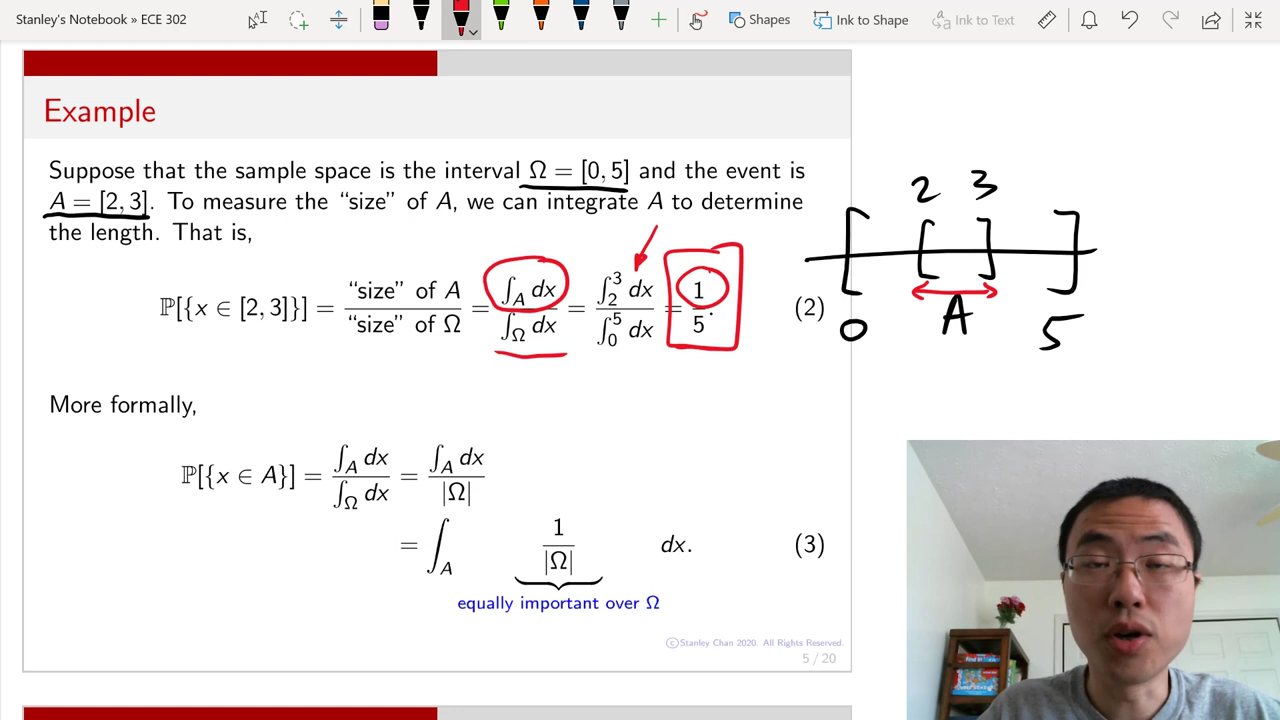 Stanley's Notebook » ECE 302
Shapes
Ink to Shape
Ink to Text
Example
Suppose that the sample space is the interval Ω = [0, 5] and the event is
A = [2, 3]. To measure the “size” of A, we can integrate A to determine
the length. That is,
ℙ[{x ∈ [2, 3]}] = “size” of A / “size” of Ω = ∫_A dx / ∫_Ω dx = ∫_2^3 dx / ∫_0^5 dx = 1/5. (2)
2 3
A
0 5
More formally,
ℙ[{x ∈ A}] = ∫_A dx / ∫_Ω dx = ∫_A dx / |Ω|
= ∫_A 1/|Ω| dx. (3)
equally important over Ω
©Stanley Chan 2020. All Rights Reserved.
5 / 20